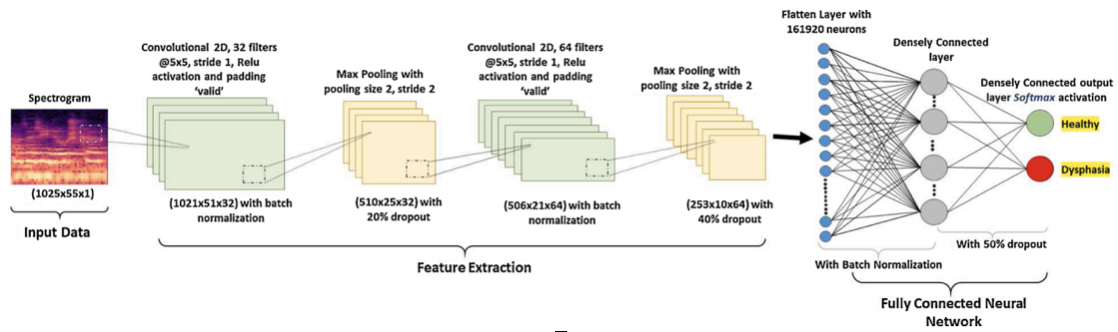 Spectrogram
(1025x55x1)
Input Data
Convolutional 2D, 32 filters
@5x5, stride 1, Relu
activation and padding
‘valid’
(1021x51x32) with batch
normalization
Max Pooling with
pooling size 2, stride 2
(510x25x32) with
20% dropout
Convolutional 2D, 64 filters
@5x5, stride 1, Relu
activation and padding
‘valid’
(506x21x64) with batch
normalization
Max Pooling with
pooling size 2, stride 2
(253x10x64) with
40% dropout
Feature Extraction
Flatten Layer with
161920 neurons
Densely Connected
layer
Densely Connected output
layer Softmax activation
Healthy
Dysphasia
With 50% dropout
With Batch Normalization
Fully Connected Neural
Network